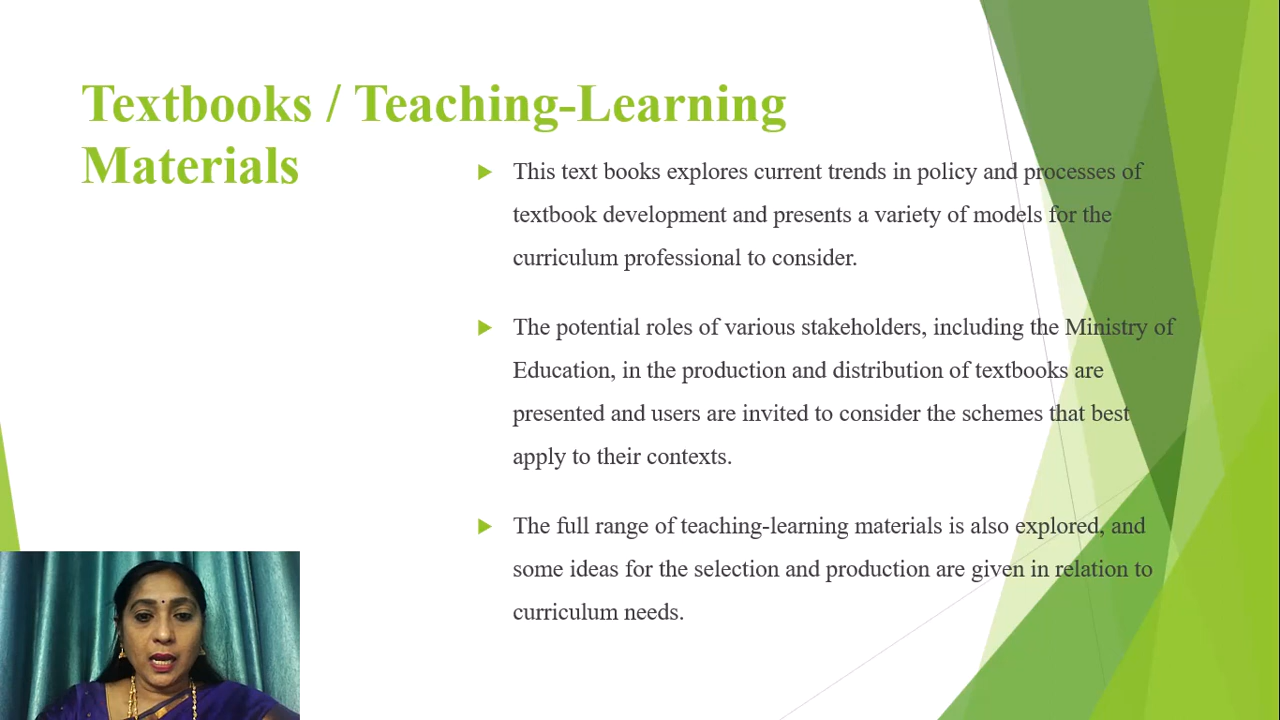 Textbooks / Teaching-Learning
Materials
This text books explores current trends in policy and processes of
textbook development and presents a variety of models for the
curriculum professional to consider.
The potential roles of various stakeholders, including the Ministry of
Education, in the production and distribution of textbooks are
presented and users are invited to consider the schemes that best
apply to their contexts.
The full range of teaching-learning materials is also explored, and
some ideas for the selection and production are given in relation to
curriculum needs.